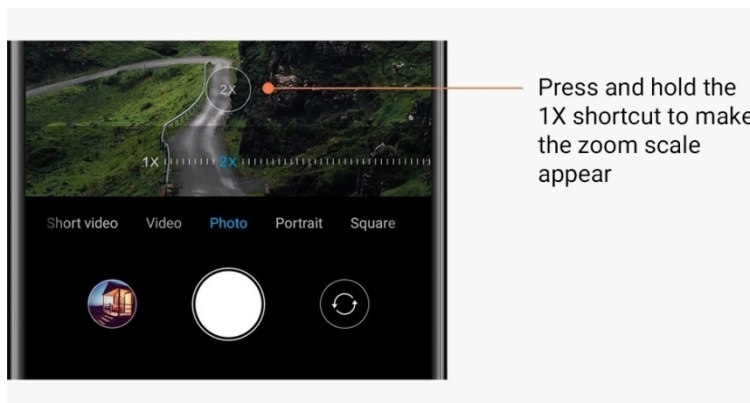 2X
Press and hold the
1X shortcut to make
the zoom scale
appear
1X 2X
Short video Video Photo Portrait Square